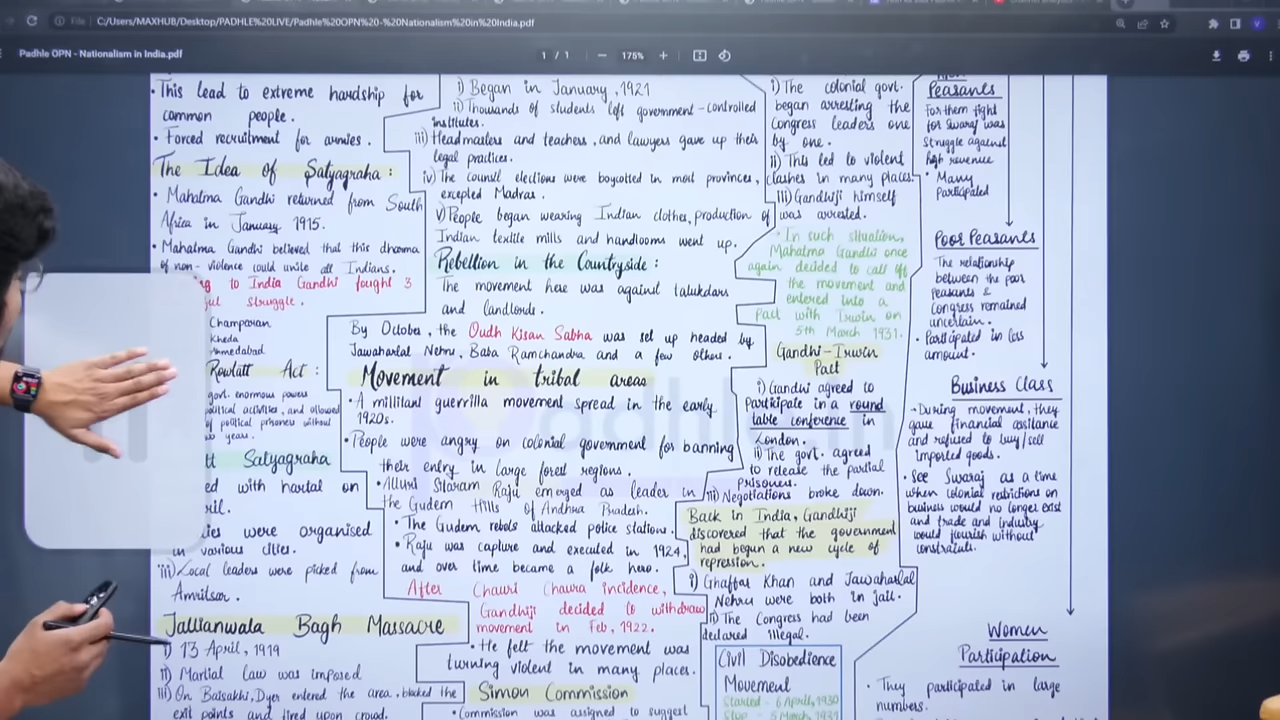 File
C:/Users/MAXHUB/Desktop/PADHLE%20LIVE/Padhle%20OPN%20-%20Nationalism%20in%20India.pdf
Padhle OPN - Nationalism in India.pdf
1 / 1
175%
This lead to extreme hardship for
common people.
• Forced recruitment for armies.
The Idea of Satyagraha :
• Mahatma Gandhi returned from South
Africa in January 1915.
• Mahatma Gandhi believed that this dharma
of non-violence could unite all Indians.
to India Gandhi fought 3
struggle.
Champaran
Kheda
Ahmedabad
Rowlatt Act :
govt. enormous powers
political activities, and allowed
of political prisoners without
years.
Satyagraha
ed with hartal on
were organised
in various cities.
iii) Local leaders were picked from
Amritsar.
Jallianwala Bagh Massacre
i) 13 April, 1919
ii) Martial Law was imposed
iii) On Baisakhi, Dyer entered the area, blocked the
exit points and fired upon crowd.
i) Began in January, 1921
ii) Thousands of students left government-controlled
institutes.
iii) Headmasters and teachers, and lawyers gave up their
legal practices.
iv) The council elections were boycotted in most provinces,
excepted Madras.
v) People began wearing Indian clothes, production of
Indian textile mills and handlooms went up.
Rebellion in the Countryside :
The movement here was against talukdars
and landlords.
By October, the Oudh Kisan Sabha was set up headed by
Jawaharlal Nehru, Baba Ramchandra and a few others.
Movement in tribal areas
• A militant guerrilla movement spread in the early
1920s.
• People were angry on colonial government for banning
their entry in large forest regions.
• Alluri Sitaram Raju emerged as leader in
the Gudem Hills of Andhra Pradesh.
• The Gudem rebels attacked police stations.
• Raju was capture and executed in 1924,
and over time became a folk hero.
After Chauri Chaura incidence,
Gandhiji decided to withdraw
movement in Feb, 1922.
• He felt the movement was
turning violent in many places.
Simon Commission
• Commission was assigned to suggest
i) The colonial govt.
began arresting the
Congress leaders one
by one.
ii) This led to violent
clashes in many places.
iii) Gandhiji himself
was arrested.
• In such situation,
Mahatma Gandhi once
again decided to call off
the movement and
entered into a
pact with Irwin on
5th March 1931.
Gandhi-Irwin
Pact
i) Gandhi agreed to
Participate in a round
table conference in
London.
ii) The govt. agreed
to release the partial
prisoners.
iii) Negotiations broke down.
Back in India, Gandhiji
discovered that the government
had begun a new cycle of
repression.
i) Ghaffar Khan and Jawaharlal
Nehru were both in jail.
ii) The Congress had been
declared illegal.
Civil Disobedience
Movement
Started - 6 April, 1930
Stop - 5 March, 1931
Peasants
For them fight
for Swaraj was
struggle against
high revenue
• Many
Participated
Poor Peasants
The relationship
between the poor
Peasants &
Congress remained
uncertain.
• Participated in less
amount.
Business Class
→ During movement, they
gave financial assitance
and refused to buy/sell
imported goods.
• See Swaraj as a time
when colonial restrictions on
business would no longer exist
and trade and industry
would flourish without
constraints.
Women
Participation
• They participated in large
numbers.